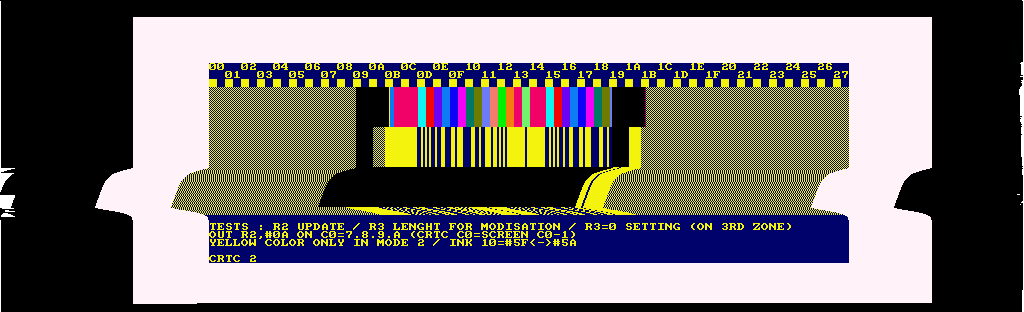 00 02 04 06 08 0A 0C 0E 10 12 14 16 18 1A 1C 1E 20 22 24 26
01 03 05 07 09 0B 0D 0F 11 13 15 17 19 1B 1D 1F 21 23 25 27
TESTS : R2 UPDATE / R3 LENGHT FOR MODISATION / R3=0 SETTING (ON 3RD ZONE)
OUT R2,#0A ON C0=7.8.9.A (CRTC C0=SCREEN C0-1)
YELLOW COLOR ONLY IN MODE 2 / INK 10=#5F<->#5A
CRTC 2